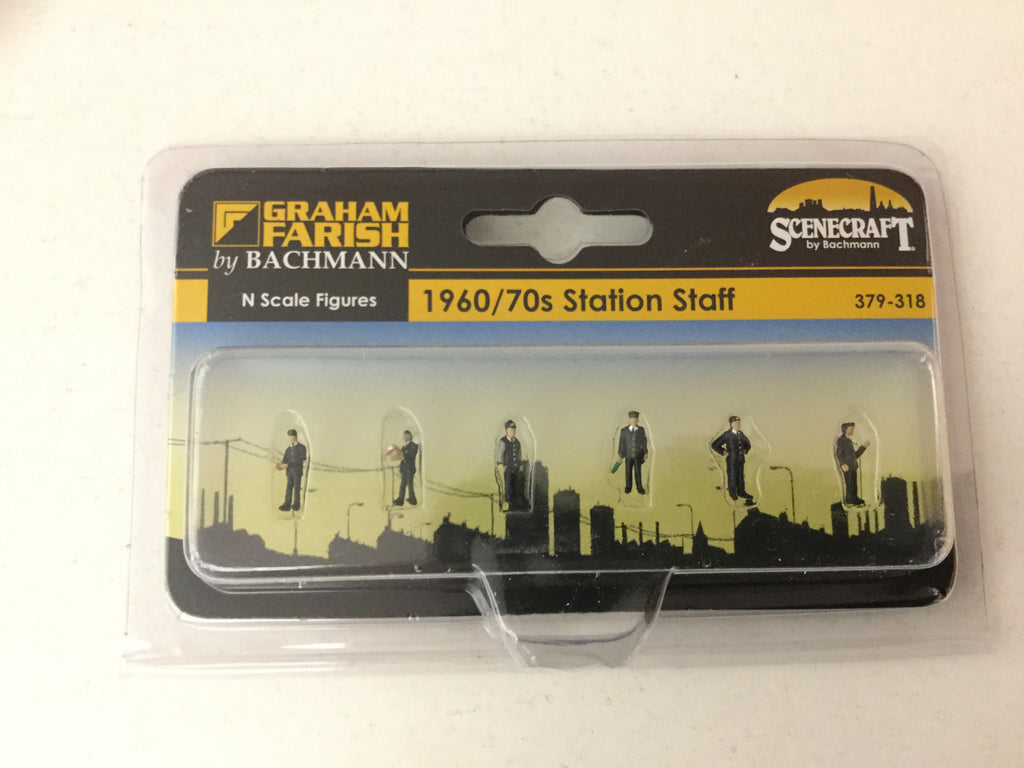 GRAHAM
FARISH
by BACHMANN
SCENECRAFT
by Bachmann
N Scale Figures
1960/70s Station Staff
379-318